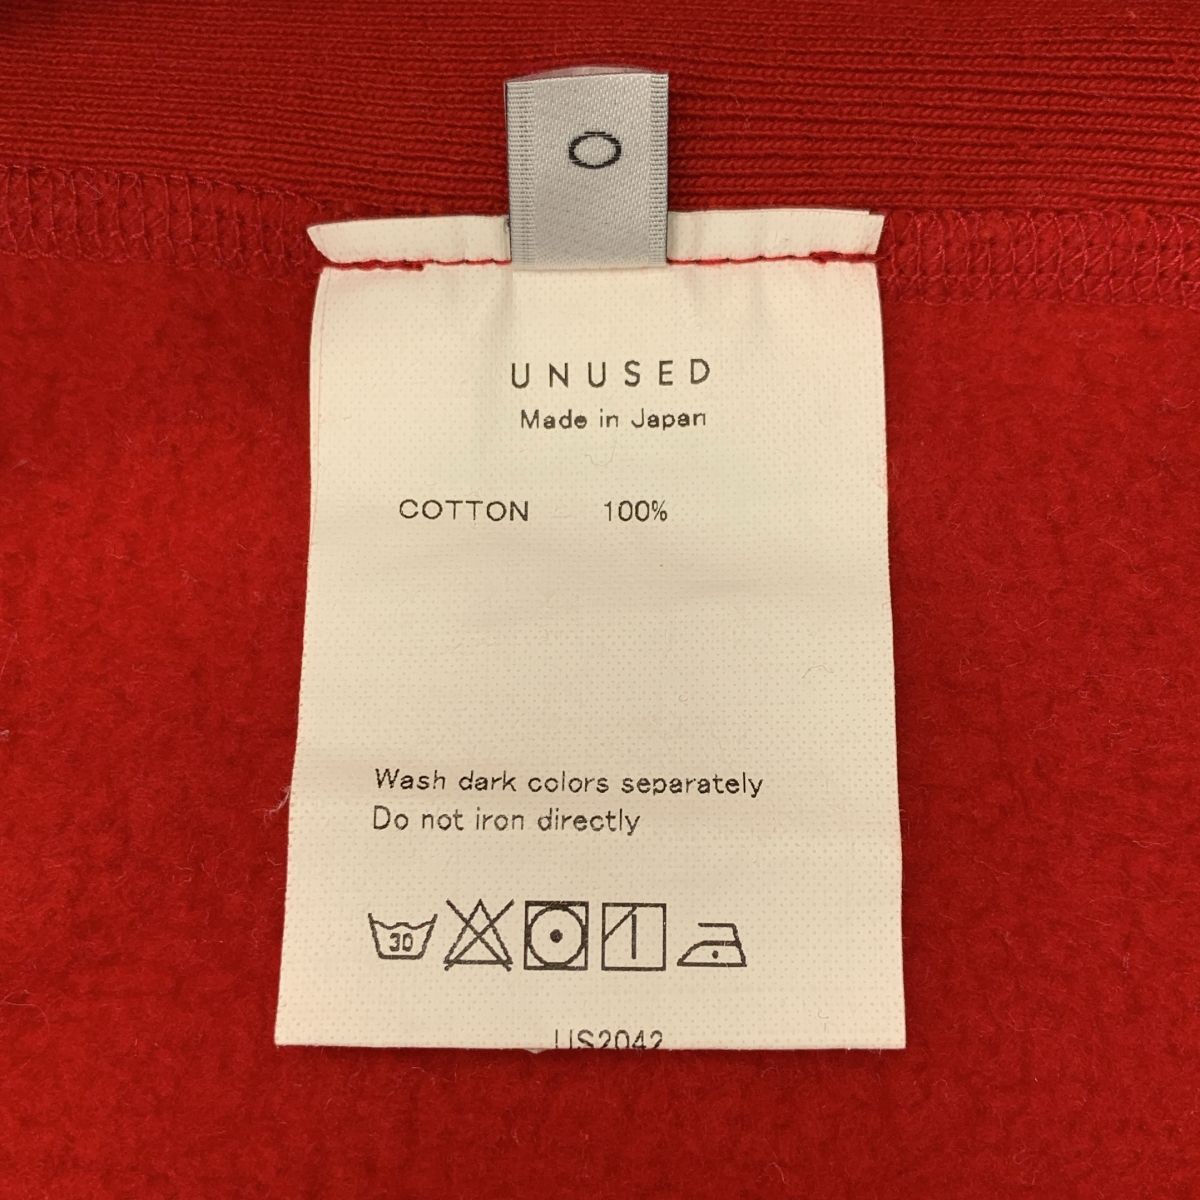 0
UNUSED
Made in Japan
COTTON 100%
Wash dark colors separately
Do not iron directly
30
US2042